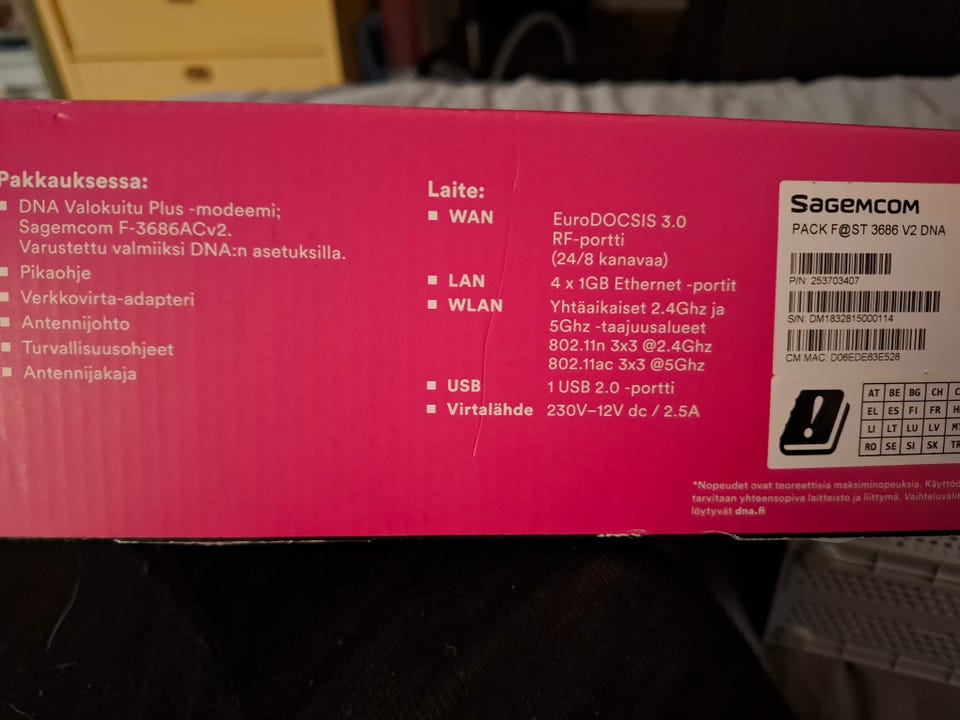 Pakkauksessa:
DNA Valokuitu Plus -modeemi;
Sagemcom F-3686ACv2.
Varustettu valmiiksi DNA:n asetuksilla.
Pikaohje
Verkkovirta-adapteri
Antennijohto
Turvallisuusohjeet
Antennijakaja
Laite:
WAN EuroDOCSIS 3.0
RF-portti
(24/8 kanavaa)
LAN 4 x 1GB Ethernet -portit
WLAN Yhtäaikaiset 2.4Ghz ja
5Ghz -taajuusalueet
802.11n 3x3 @2.4Ghz
802.11ac 3x3 @5Ghz
USB 1 USB 2.0 -portti
Virtalähde 230V–12V dc / 2.5A
SAGEMCOM
PACK F@ST 3686 V2 DNA
P/N: 253703407
S/N: DM1832815000114
CM MAC: D06EDE63E528
AT BE BG CH
EL ES FI FR
LI LT LU LV
RO SE SI SK
*Nopeudet ovat teoreettisia maksiminopeuksia.
tarvitaan yhteensopiva laitteisto ja liittymä.
löytyvät dna.fi